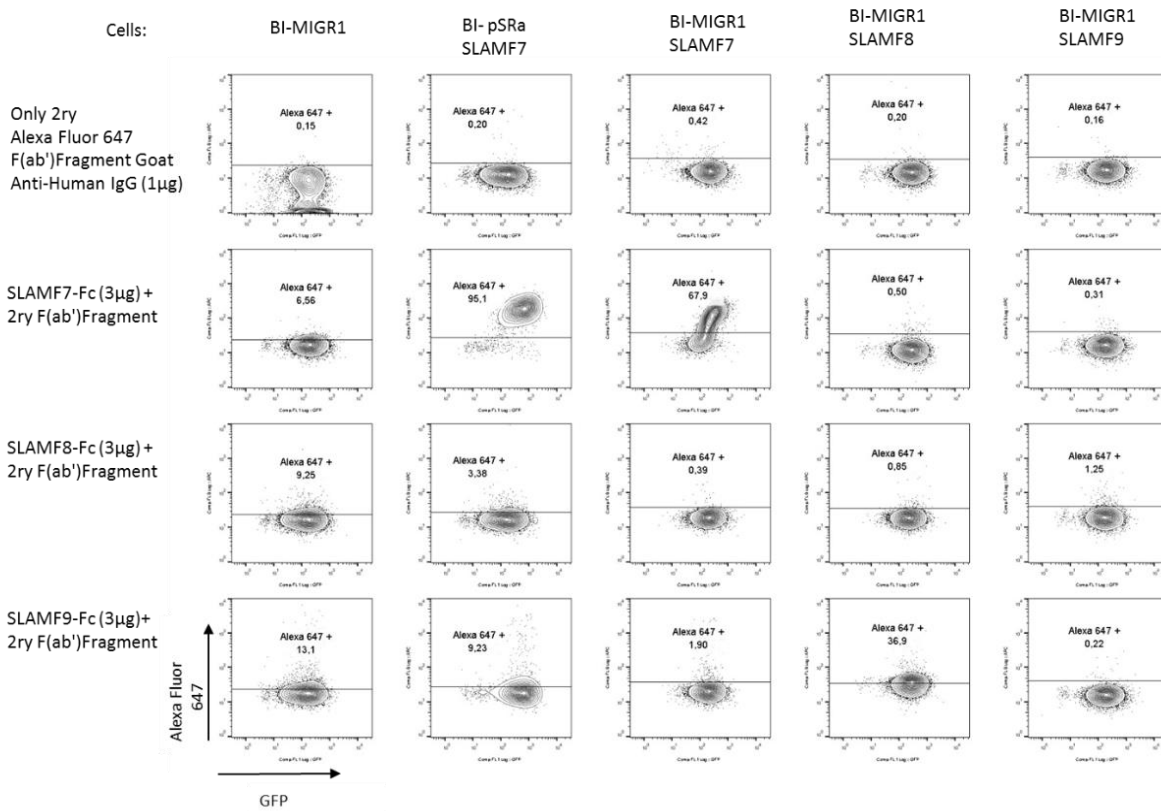 Cells:
BI-MIGR1
BI- pSRa
SLAMF7
BI-MIGR1
SLAMF7
BI-MIGR1
SLAMF8
BI-MIGR1
SLAMF9
Only 2ry
Alexa Fluor 647
F(ab')Fragment Goat
Anti-Human IgG (1µg)
Alexa 647 +
0,15
Alexa 647 +
0,20
Alexa 647 +
0,42
Alexa 647 +
0,20
Alexa 647 +
0,16
SLAMF7-Fc (3µg) +
2ry F(ab')Fragment
Alexa 647 +
6,56
Alexa 647 +
95,1
Alexa 647 +
67,9
Alexa 647 +
0,50
Alexa 647 +
0,31
SLAMF8-Fc (3µg) +
2ry F(ab')Fragment
Alexa 647 +
9,25
Alexa 647 +
3,38
Alexa 647 +
0,39
Alexa 647 +
0,85
Alexa 647 +
1,25
SLAMF9-Fc (3µg)+
2ry F(ab')Fragment
Alexa 647 +
13,1
Alexa 647 +
9,23
Alexa 647 +
1,90
Alexa 647 +
36,9
Alexa 647 +
0,22
Alexa Fluor
647
GFP